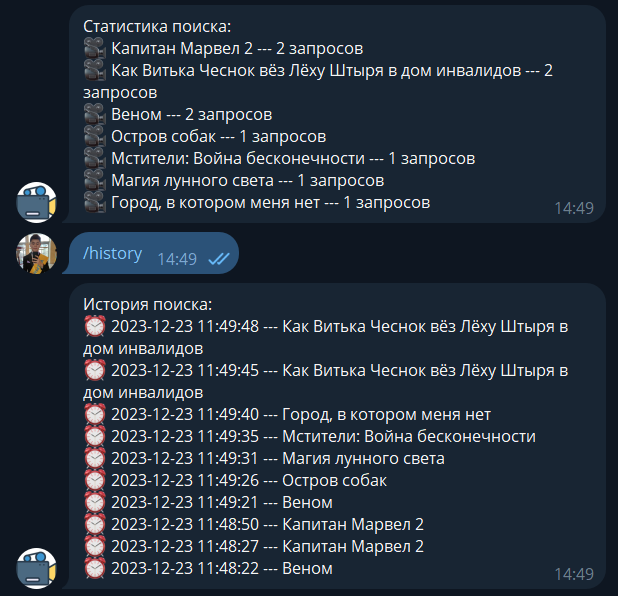 Статистика поиска:
🎥 Капитан Марвел 2 --- 2 запросов
🎥 Как Витька Чеснок вёз Лёху Штыря в дом инвалидов --- 2
запросов
🎥 Веном --- 2 запросов
🎥 Остров собак --- 1 запросов
🎥 Мстители: Война бесконечности --- 1 запросов
🎥 Магия лунного света --- 1 запросов
🎥 Город, в котором меня нет --- 1 запросов
14:49
/history 14:49
История поиска:
⏰ 2023-12-23 11:49:48 --- Как Витька Чеснок вёз Лёху Штыря в
дом инвалидов
⏰ 2023-12-23 11:49:45 --- Как Витька Чеснок вёз Лёху Штыря в
дом инвалидов
⏰ 2023-12-23 11:49:40 --- Город, в котором меня нет
⏰ 2023-12-23 11:49:35 --- Мстители: Война бесконечности
⏰ 2023-12-23 11:49:31 --- Магия лунного света
⏰ 2023-12-23 11:49:26 --- Остров собак
⏰ 2023-12-23 11:49:21 --- Веном
⏰ 2023-12-23 11:48:50 --- Капитан Марвел 2
⏰ 2023-12-23 11:48:27 --- Капитан Марвел 2
⏰ 2023-12-23 11:48:22 --- Веном
14:49